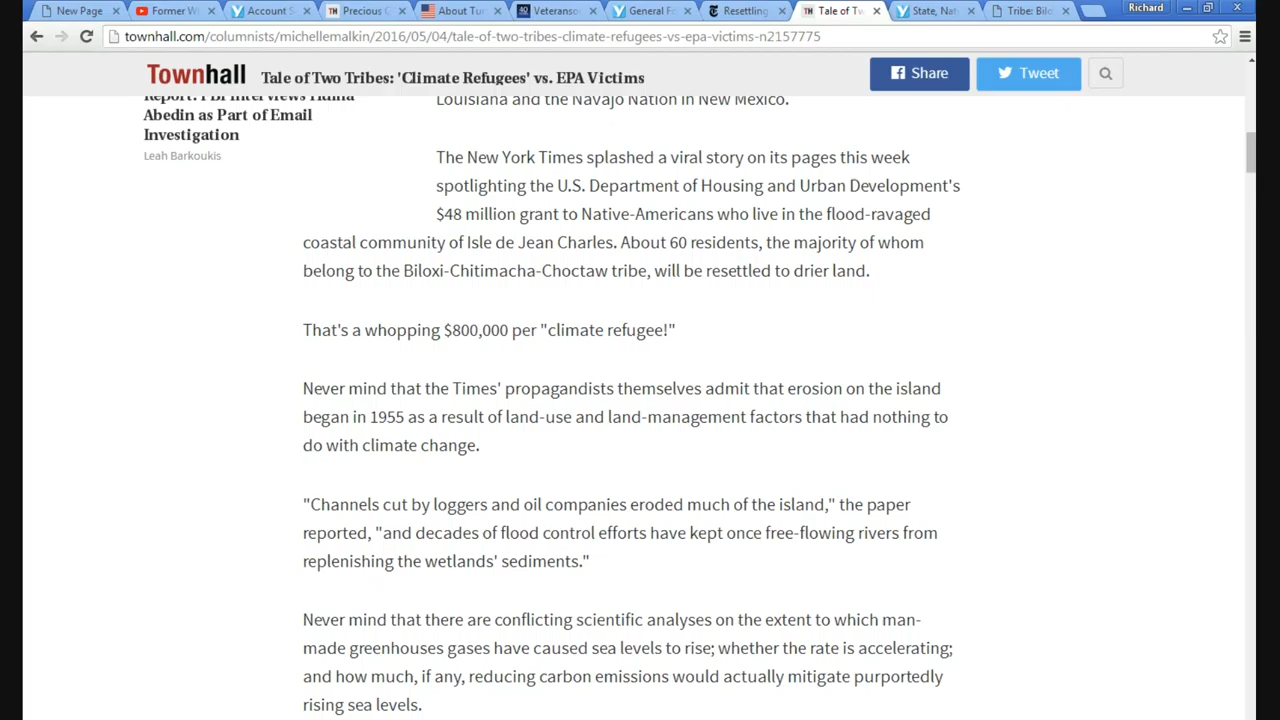 New Page
Former Wi
Account S
Precious C
About Tur
Veteranso
General Fo
Resettling
Tale of Tw
State, Nat
Tribe: Bilo
Richard
townhall.com/columnists/michellemalkin/2016/05/04/tale-of-two-tribes-climate-refugees-vs-epa-victims-n2157775
Townhall
Tale of Two Tribes: 'Climate Refugees' vs. EPA Victims
Share
Tweet
Report: FBI Interviews Huma
Abedin as Part of Email
Investigation
Leah Barkoukis
Louisiana and the Navajo Nation in New Mexico.
The New York Times splashed a viral story on its pages this week
spotlighting the U.S. Department of Housing and Urban Development's
$48 million grant to Native-Americans who live in the flood-ravaged
coastal community of Isle de Jean Charles. About 60 residents, the majority of whom
belong to the Biloxi-Chitimacha-Choctaw tribe, will be resettled to drier land.
That's a whopping $800,000 per "climate refugee!"
Never mind that the Times' propagandists themselves admit that erosion on the island
began in 1955 as a result of land-use and land-management factors that had nothing to
do with climate change.
"Channels cut by loggers and oil companies eroded much of the island," the paper
reported, "and decades of flood control efforts have kept once free-flowing rivers from
replenishing the wetlands' sediments."
Never mind that there are conflicting scientific analyses on the extent to which man-
made greenhouses gases have caused sea levels to rise; whether the rate is accelerating;
and how much, if any, reducing carbon emissions would actually mitigate purportedly
rising sea levels.